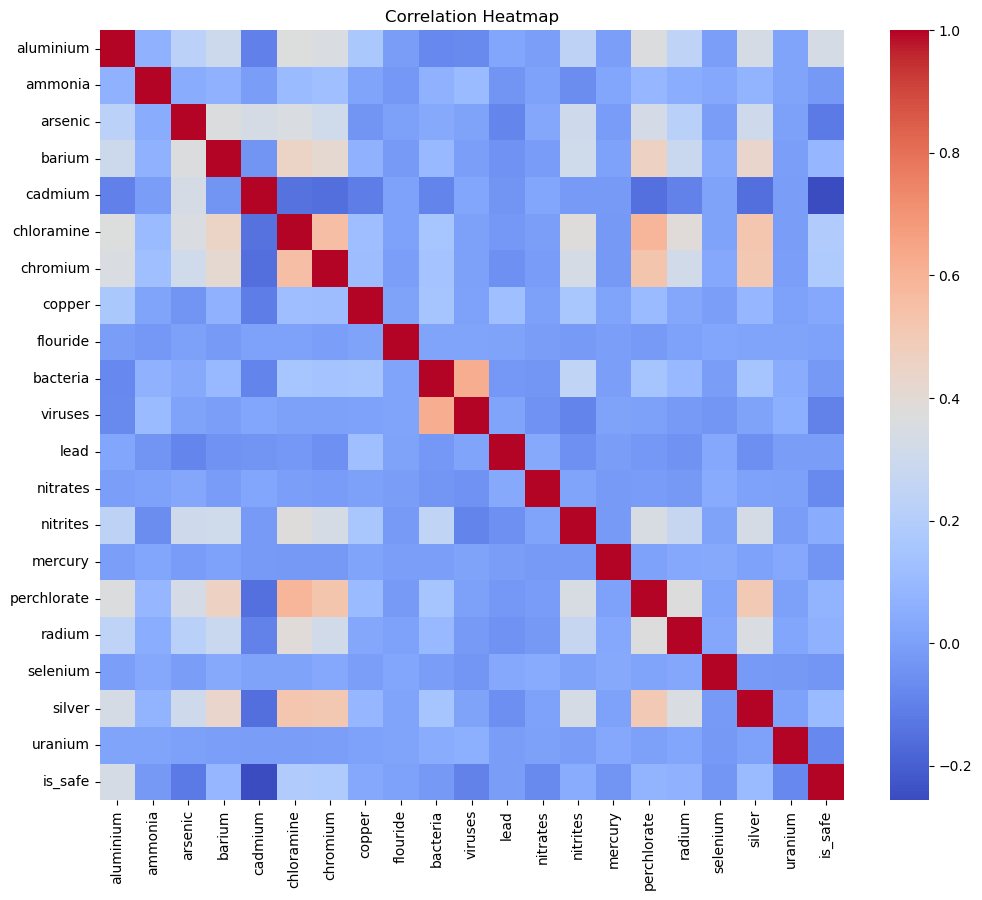 Correlation Heatmap
aluminium
ammonia
arsenic
barium
cadmium
chloramine
chromium
copper
flouride
bacteria
viruses
lead
nitrates
nitrites
mercury
perchlorate
radium
selenium
silver
uranium
is_safe
aluminium
ammonia
arsenic
barium
cadmium
chloramine
chromium
copper
flouride
bacteria
viruses
lead
nitrates
nitrites
mercury
perchlorate
radium
selenium
silver
uranium
is_safe
1.0
0.8
0.6
0.4
0.2
0.0
−0.2